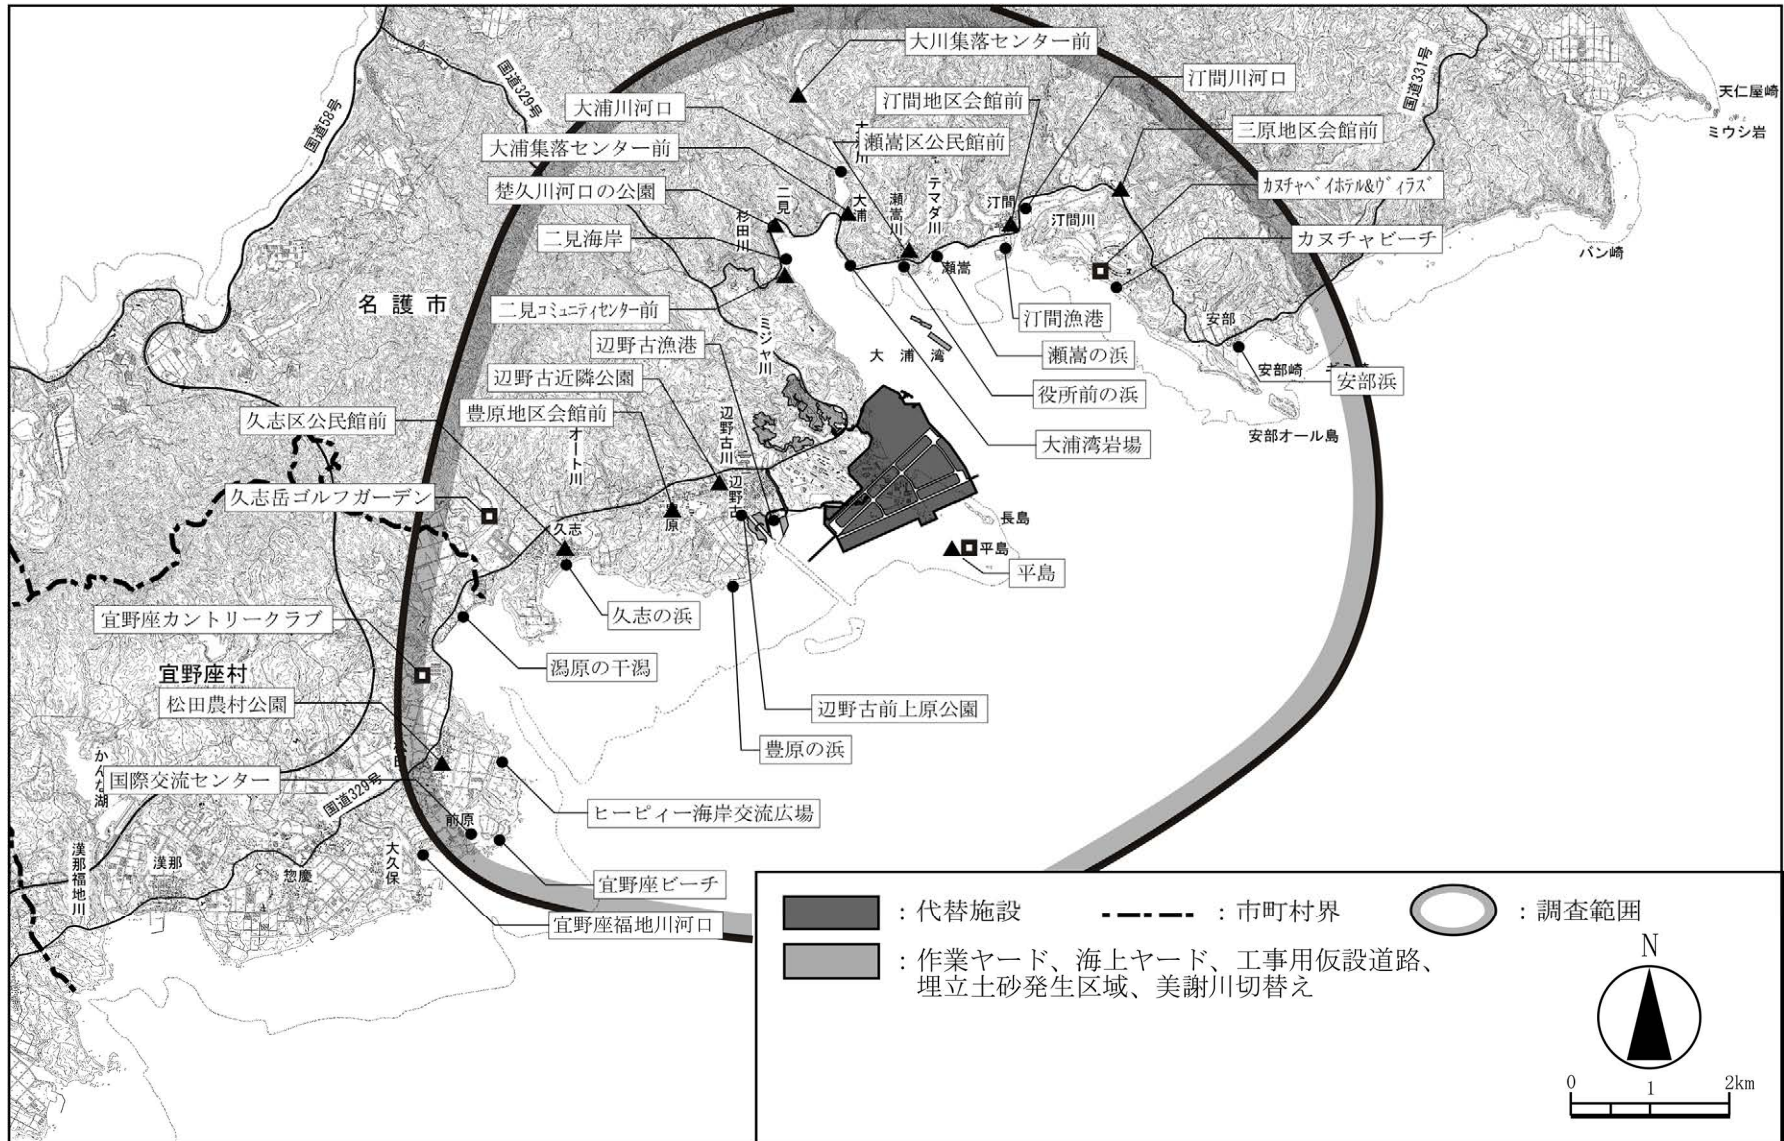 大川集落センター前
国道58号
国道329号
国道331号
汀間川河口
天仁屋崎
ミウシ岩
大浦川河口
汀間地区会館前
瀬嵩区公民館前
三原地区会館前
大浦集落センター前
楚久川河口の公園
カヌチャベイホテル&ヴィラズ
二見
杉田川
大浦
瀬嵩川
テマダ川
汀間
汀間川
二見海岸
カヌチャビーチ
バン崎
瀬嵩
名護市
二見コミュニティセンター前
ミジャ川
汀間漁港
安部
辺野古漁港
大浦湾
瀬嵩の浜
安部崎
安部浜
辺野古近隣公園
役所前の浜
久志区公民館前
豊原地区会館前
オート川
辺野古川
安部オール島
大浦湾岩場
久志岳ゴルフガーデン
辺野古
久志
長島
平島
平島
宜野座カントリークラブ
久志の浜
潟原の干潟
宜野座村
松田農村公園
辺野古前上原公園
豊原の浜
かんな湖
国際交流センター
国道329号
ヒーピィー海岸交流広場
前原
漢那福地川
漢那
惣慶
大久保
宜野座ビーチ
宜野座福地川河口
:代替施設
:市町村界
:調査範囲
:作業ヤード、海上ヤード、工事用仮設道路、
埋立土砂発生区域、美謝川切替え
N
0 1 2km